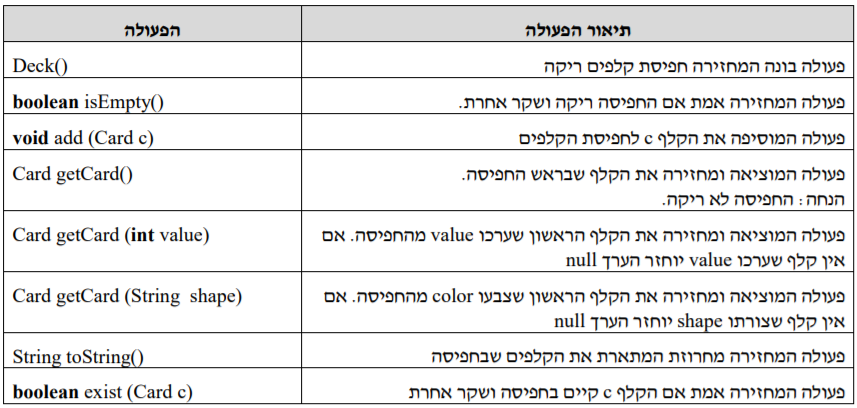 הפעולה תיאור הפעולה
Deck() פעולה בונה המחזירה חפיסת קלפים ריקה
boolean isEmpty() פעולה המחזירה אמת אם החפיסה ריקה ושקר אחרת.
void add (Card c) פעולה המוסיפה את הקלף c לחפיסת הקלפים
Card getCard() פעולה המוציאה ומחזירה את הקלף שבראש החפיסה.
הנחה: החפיסה לא ריקה.
Card getCard (int value) פעולה המוציאה ומחזירה את הקלף הראשון שערכו value מהחפיסה. אם
אין קלף שערכו value יוחזר הערך null
Card getCard (String shape) פעולה המוציאה ומחזירה את הקלף הראשון שצבעו color מהחפיסה. אם
אין קלף שצורתו shape יוחזר הערך null
String toString() פעולה המחזירה מחרוזת המתארת את הקלפים שבחפיסה
boolean exist (Card c) פעולה המחזירה אמת אם הקלף c קיים בחפיסה ושקר אחרת